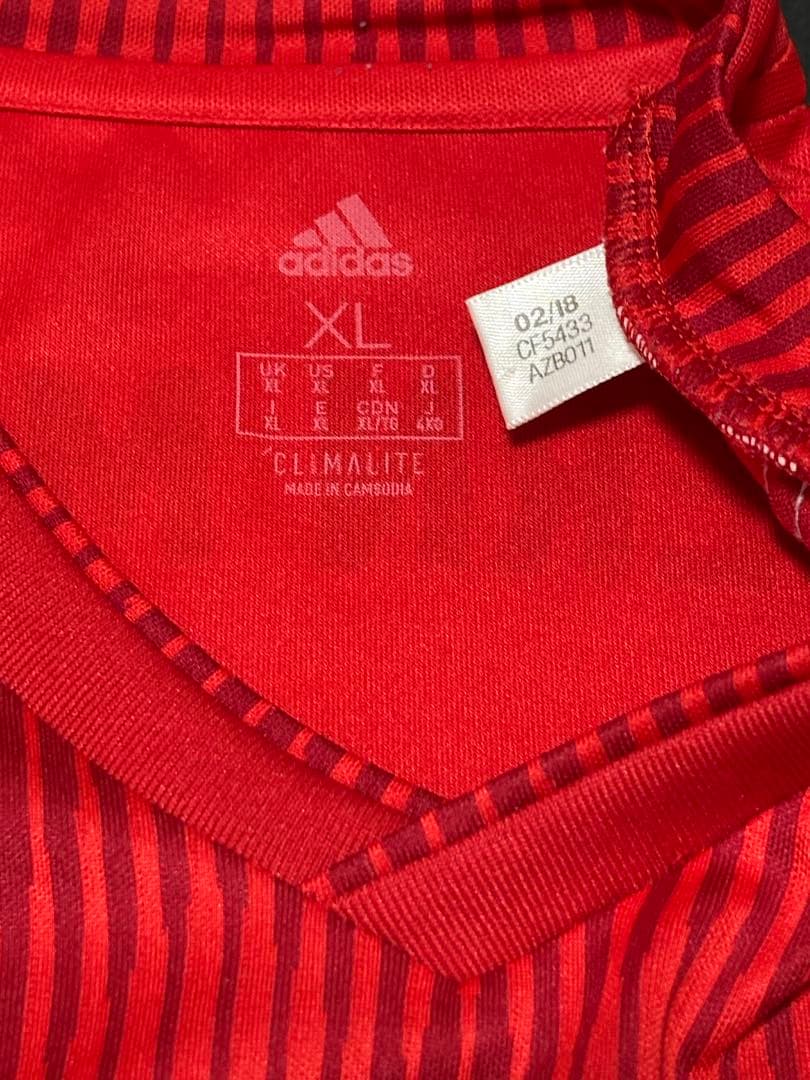 adidas
XL
UK US F D
XL XL XL XL
I E CDN J
XL XL XL/TG 4XO
CLIMALITE
MADE IN CAMBODIA
02/18
CF5433
AZB011